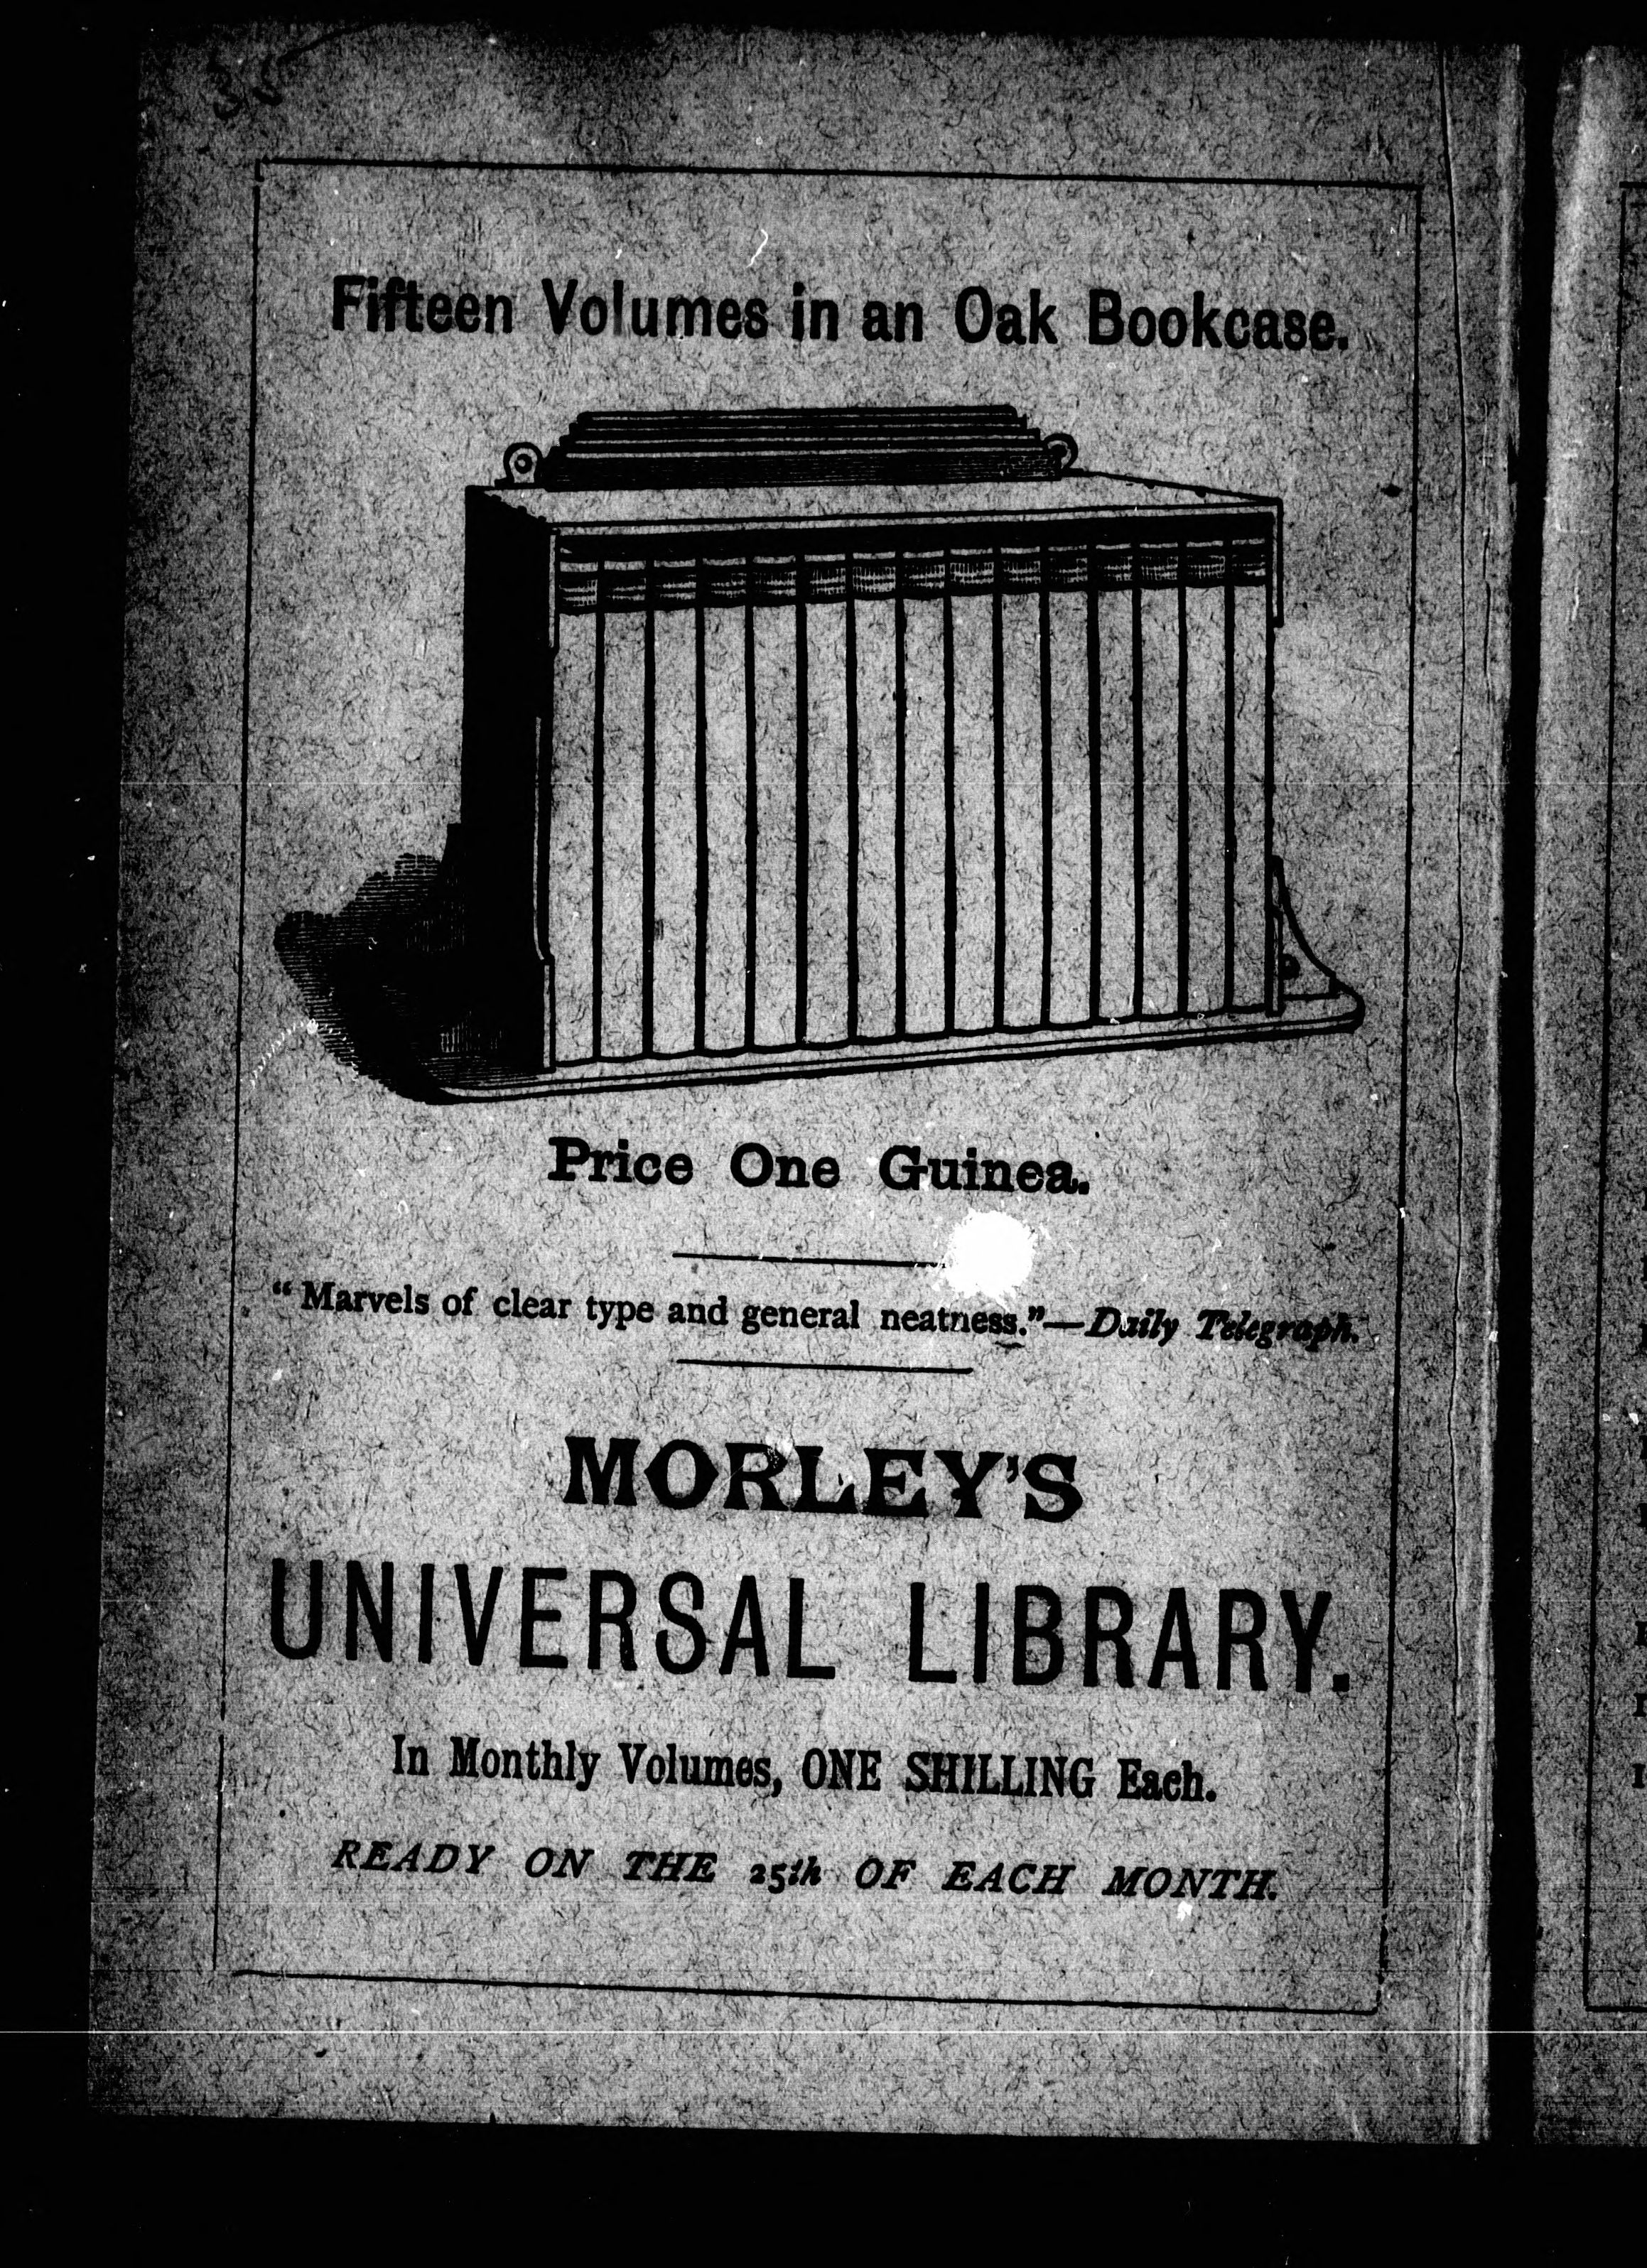 35
Fifteen Volumes in an Oak Bookcase.
Price One Guinea.
“Marvels of clear type and general neatness.”—Daily Telegraph.
MORLEY’S
UNIVERSAL LIBRARY.
In Monthly Volumes, ONE SHILLING Each.
READY ON THE 25th OF EACH MONTH.